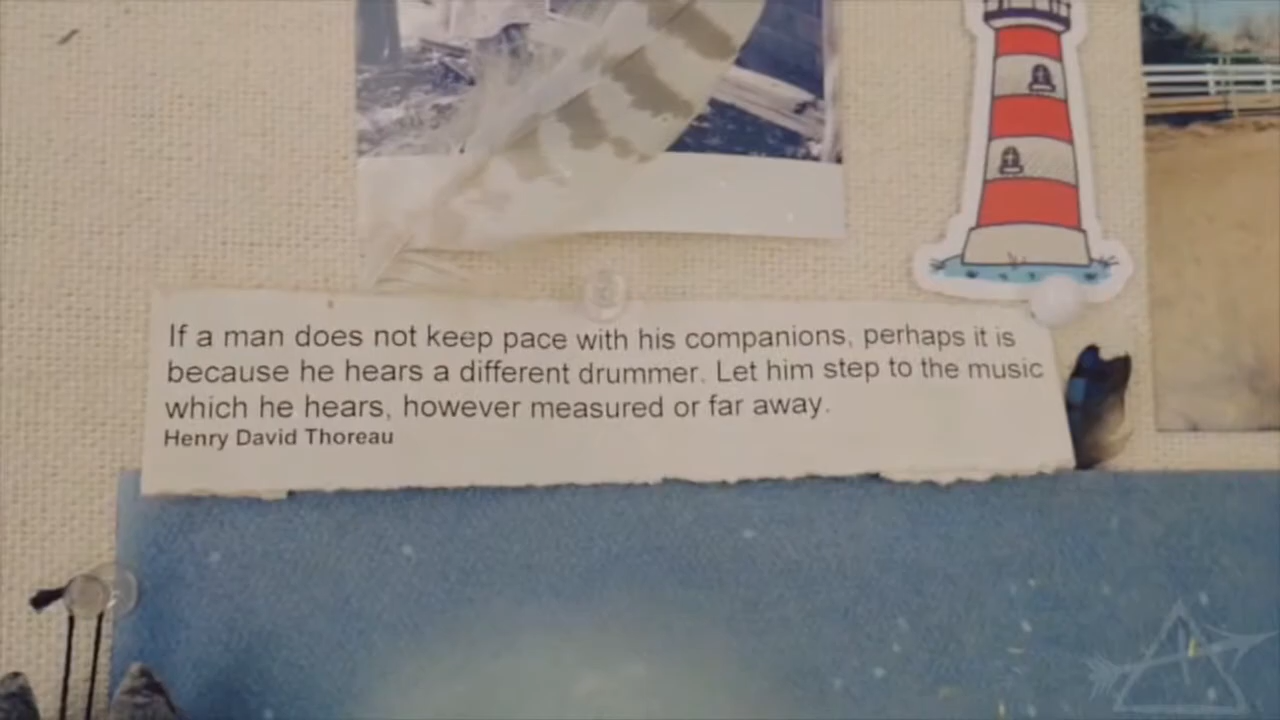 If a man does not keep pace with his companions, perhaps it is
because he hears a different drummer. Let him step to the music
which he hears, however measured or far away.
Henry David Thoreau